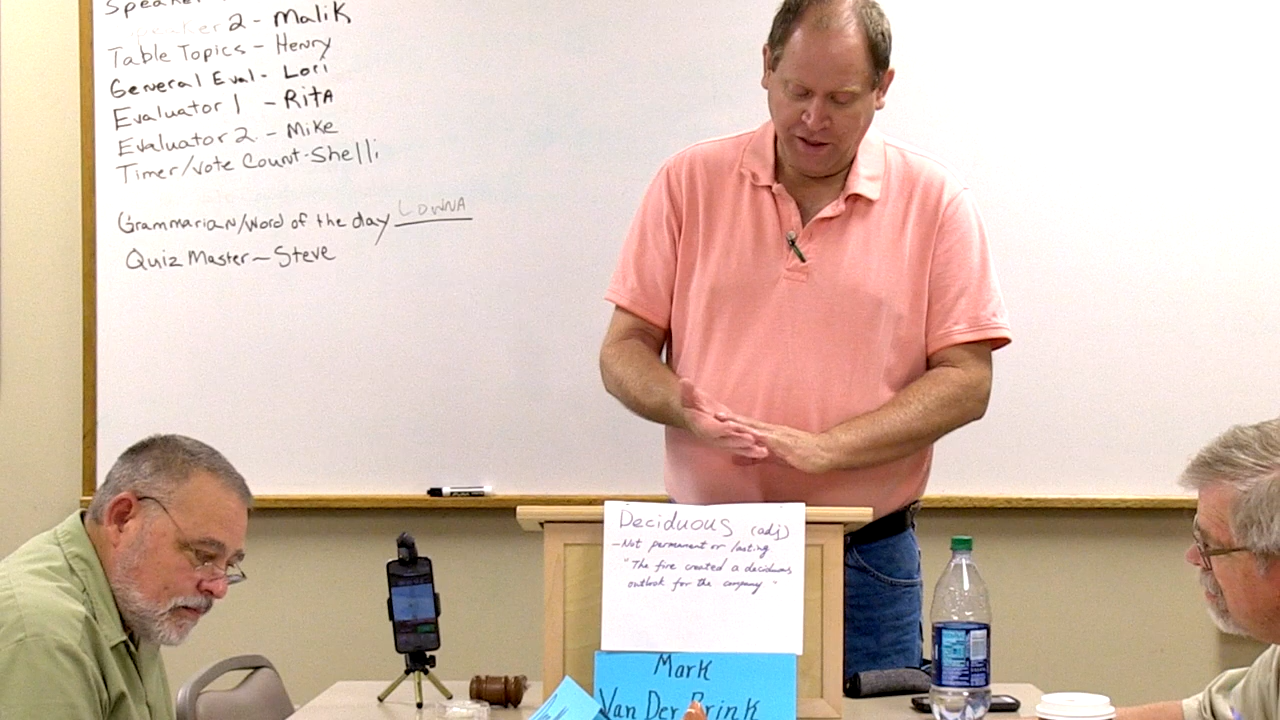 Speaker
2 - Malik
Table Topics - Henry
General Eval - Lori
Evaluator 1 - Rita
Evaluator 2 - Mike
Timer/Vote Count - Shelli
Grammarian/Word of the day Lowna
Quiz Master - Steve
Deciduous (adj)
- Not permanent or lasting.
"The fire created a deciduous
outlook for the company"
Mark
Van Der Brink